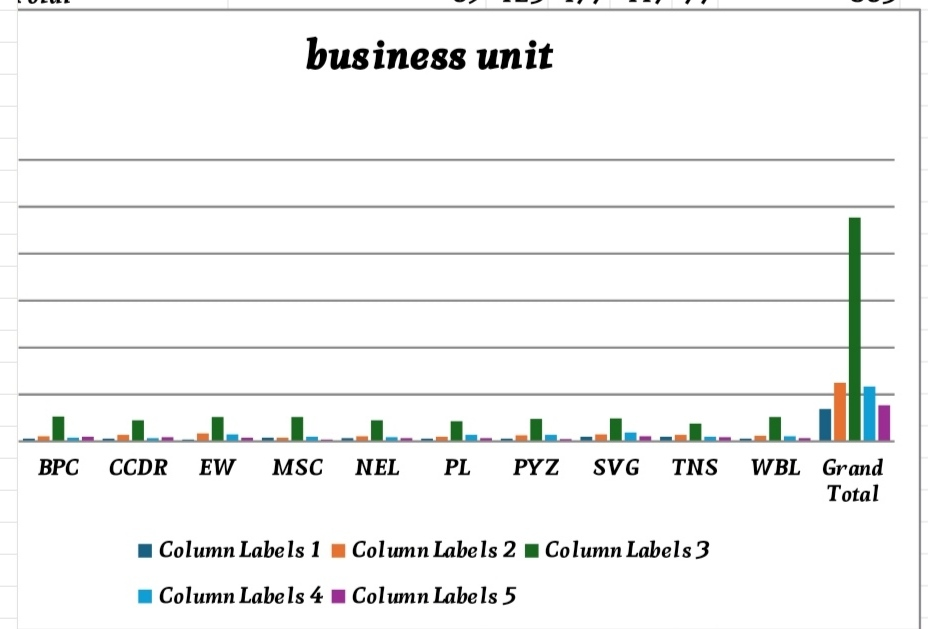 business unit
BPC CCDR EW MSC NEL PL PYZ SVG TNS WBL Grand Total
Column Labels 1 Column Labels 2 Column Labels 3
Column Labels 4 Column Labels 5